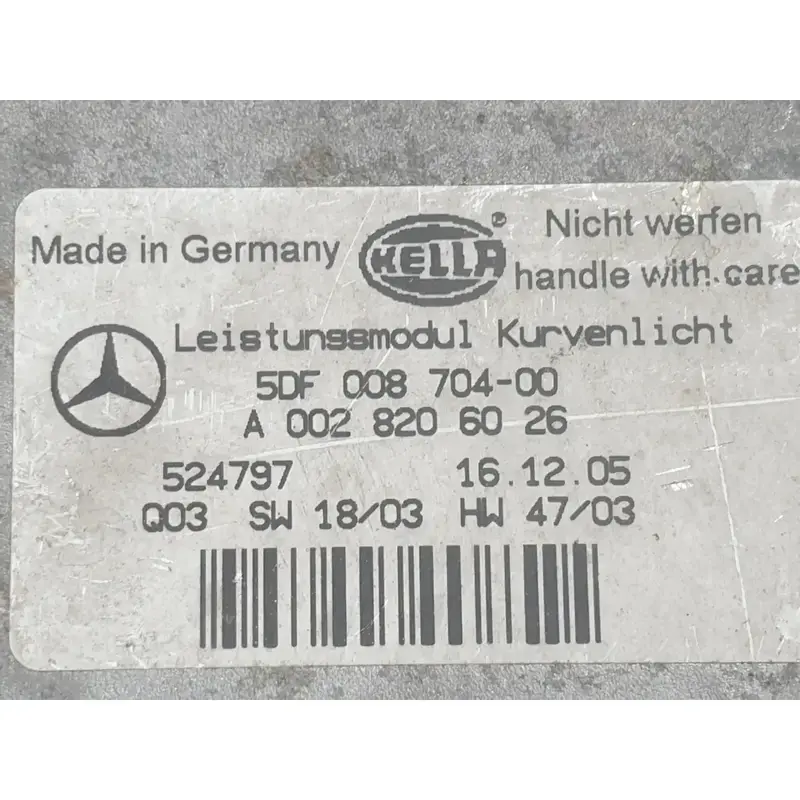 Made in Germany
HELLA®
Nicht werfen
handle with care
Leistungsmodul Kurvenlicht
5DF 008 704-00
A 002 820 60 26
524797 16.12.05
Q03 SW 18/03 HW 47/03